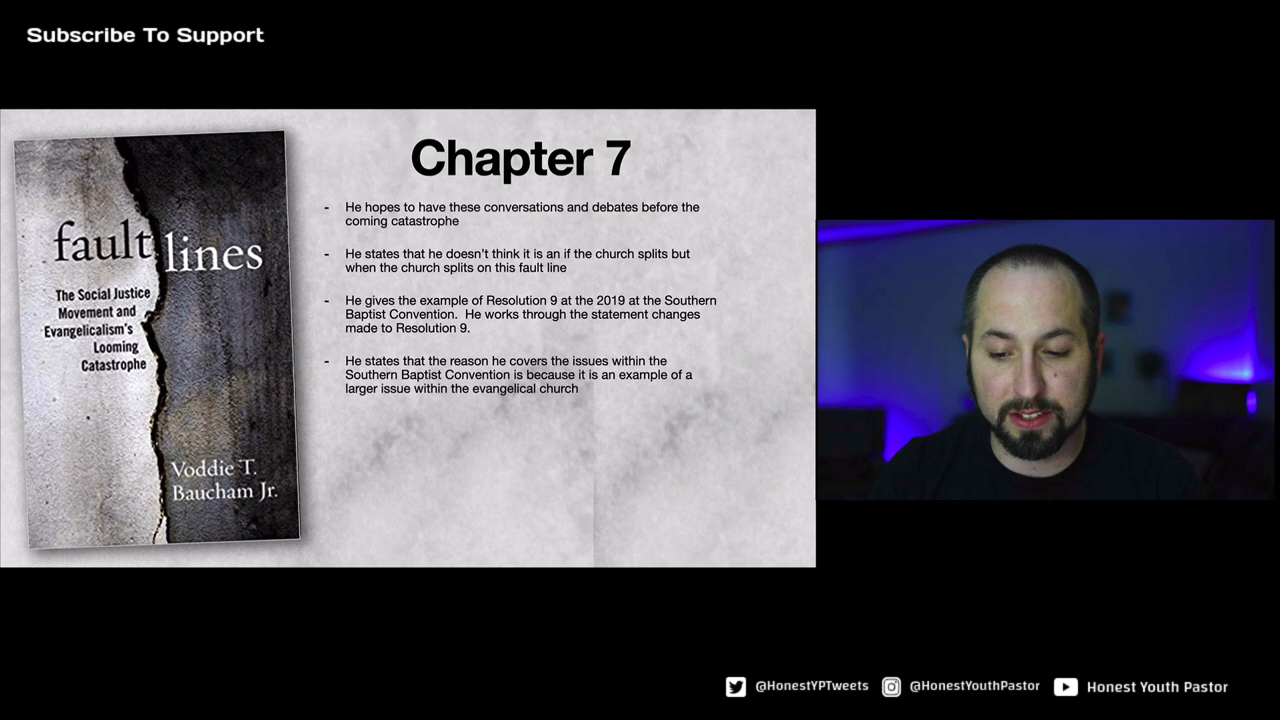 Subscribe To Support
fault lines
The Social Justice
Movement and
Evangelicalism's
Looming
Catastrophe
Voddie T.
Baucham Jr.
Chapter 7
- He hopes to have these conversations and debates before the
coming catastrophe
- He states that he doesn't think it is an if the church splits but
when the church splits on this fault line
- He gives the example of Resolution 9 at the 2019 at the Southern
Baptist Convention.  He works through the statement changes
made to Resolution 9.
- He states that the reason he covers the issues within the
Southern Baptist Convention is because it is an example of a
larger issue within the evangelical church
@HonestYPTweets @HonestYouthPastor Honest Youth Pastor